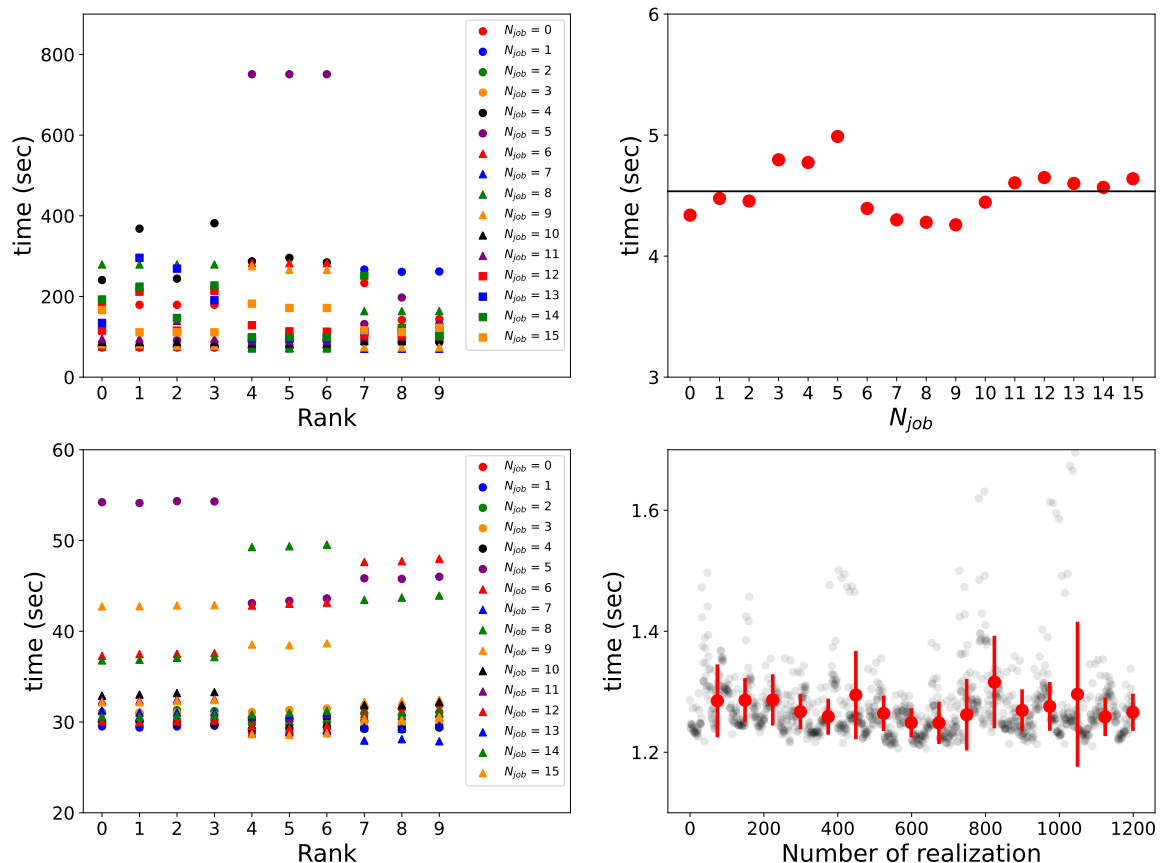 800
600
400
200
0
time (sec)
0 1 2 3 4 5 6 7 8 9
Rank
N_job = 0
N_job = 1
N_job = 2
N_job = 3
N_job = 4
N_job = 5
N_job = 6
N_job = 7
N_job = 8
N_job = 9
N_job = 10
N_job = 11
N_job = 12
N_job = 13
N_job = 14
N_job = 15
6
5
4
3
time (sec)
0 1 2 3 4 5 6 7 8 9 10 11 12 13 14 15
N_job
60
50
40
30
20
time (sec)
0 1 2 3 4 5 6 7 8 9
Rank
N_job = 0
N_job = 1
N_job = 2
N_job = 3
N_job = 4
N_job = 5
N_job = 6
N_job = 7
N_job = 8
N_job = 9
N_job = 10
N_job = 11
N_job = 12
N_job = 13
N_job = 14
N_job = 15
1.6
1.4
1.2
time (sec)
0 200 400 600 800 1000 1200
Number of realization